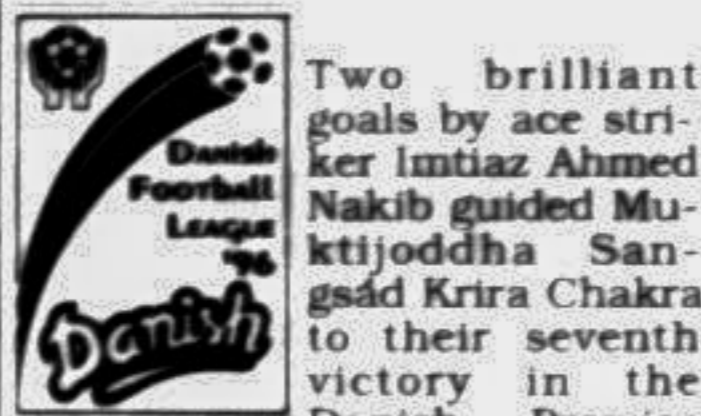 Danish
Football
League
'96
Danish
Two brilliant
goals by ace stri-
ker Imtiaz Ahmed
Nakib guided Mu-
ktijoddha San-
gsad Krira Chakra
to their seventh
victory in the